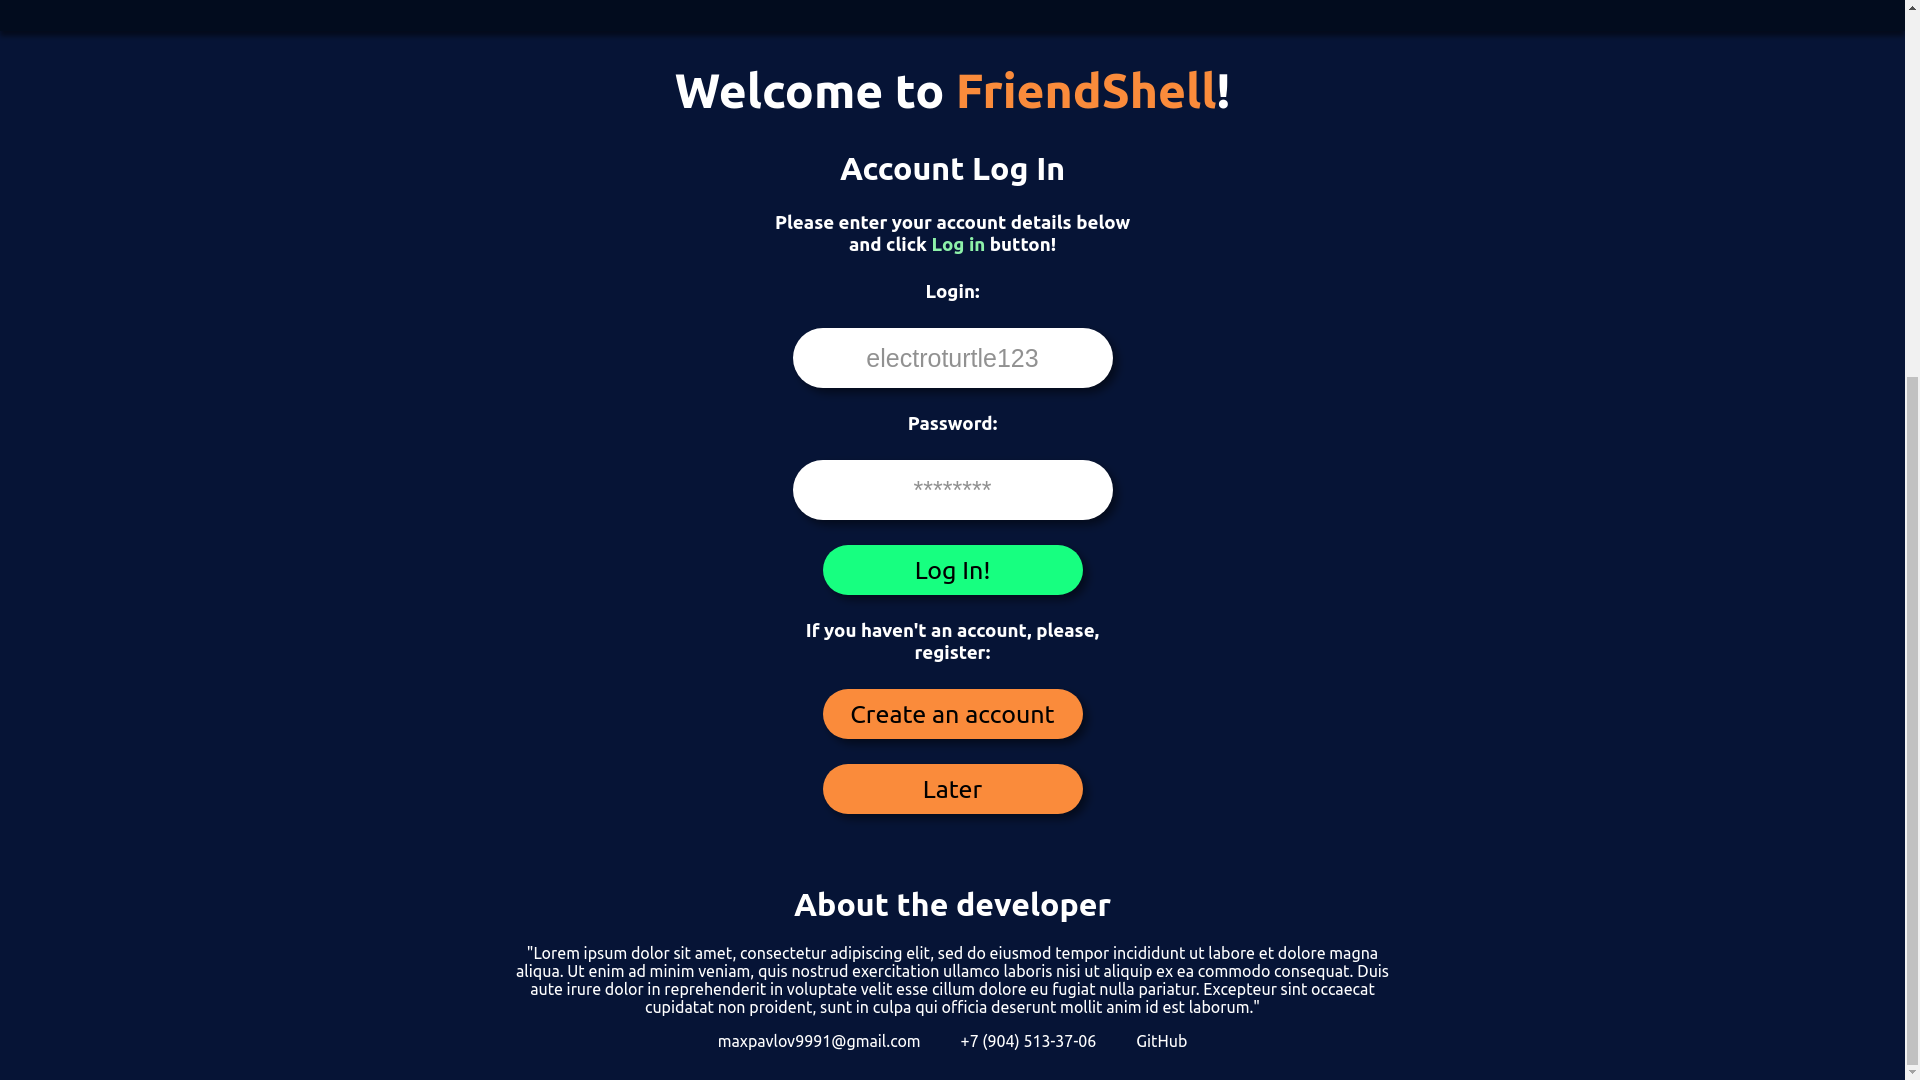 Welcome to FriendShell!
Account Log In
Please enter your account details below
and click Log in button!
Login:
electroturtle123
Password:
********
Log In!
If you haven't an account, please,
register:
Create an account
Later
About the developer
"Lorem ipsum dolor sit amet, consectetur adipiscing elit, sed do eiusmod tempor incididunt ut labore et dolore magna
aliqua. Ut enim ad minim veniam, quis nostrud exercitation ullamco laboris nisi ut aliquip ex ea commodo consequat. Duis
aute irure dolor in reprehenderit in voluptate velit esse cillum dolore eu fugiat nulla pariatur. Excepteur sint occaecat
cupidatat non proident, sunt in culpa qui officia deserunt mollit anim id est laborum."
maxpavlov9991@gmail.com +7 (904) 513-37-06 GitHub